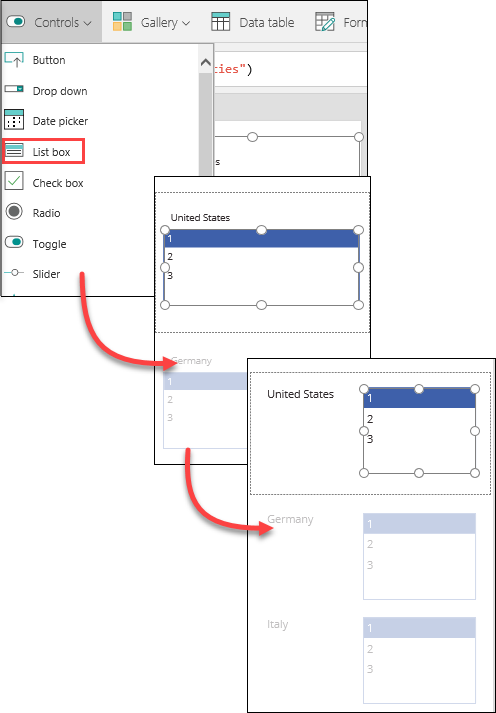 Controls Gallery Data table Form
Button
ties")
Drop down
Date picker
List box
s
Check box
Radio
Toggle
Slider
United States
1
2
3
Germany
1
2
3
United States
1
2
3
Germany
1
2
3
Italy
1
2
3